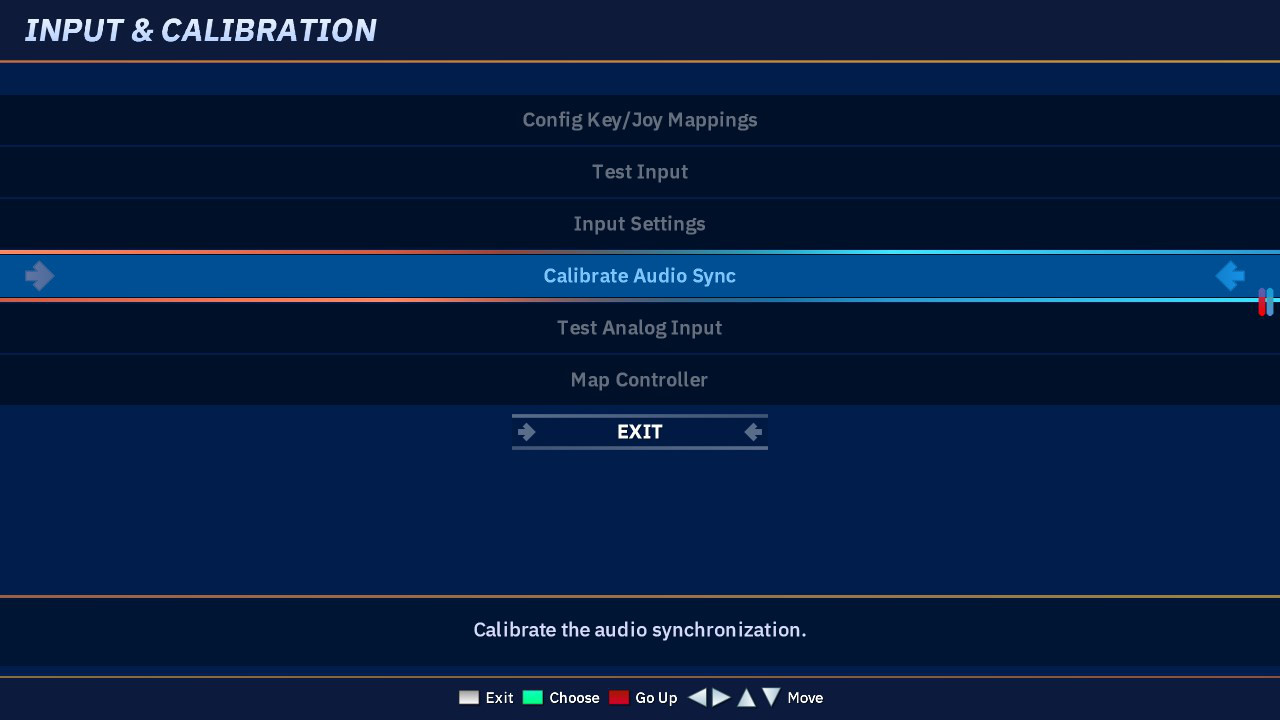 INPUT & CALIBRATION
Config Key/Joy Mappings
Test Input
Input Settings
Calibrate Audio Sync
Test Analog Input
Map Controller
EXIT
Calibrate the audio synchronization.
Exit Choose Go Up Move